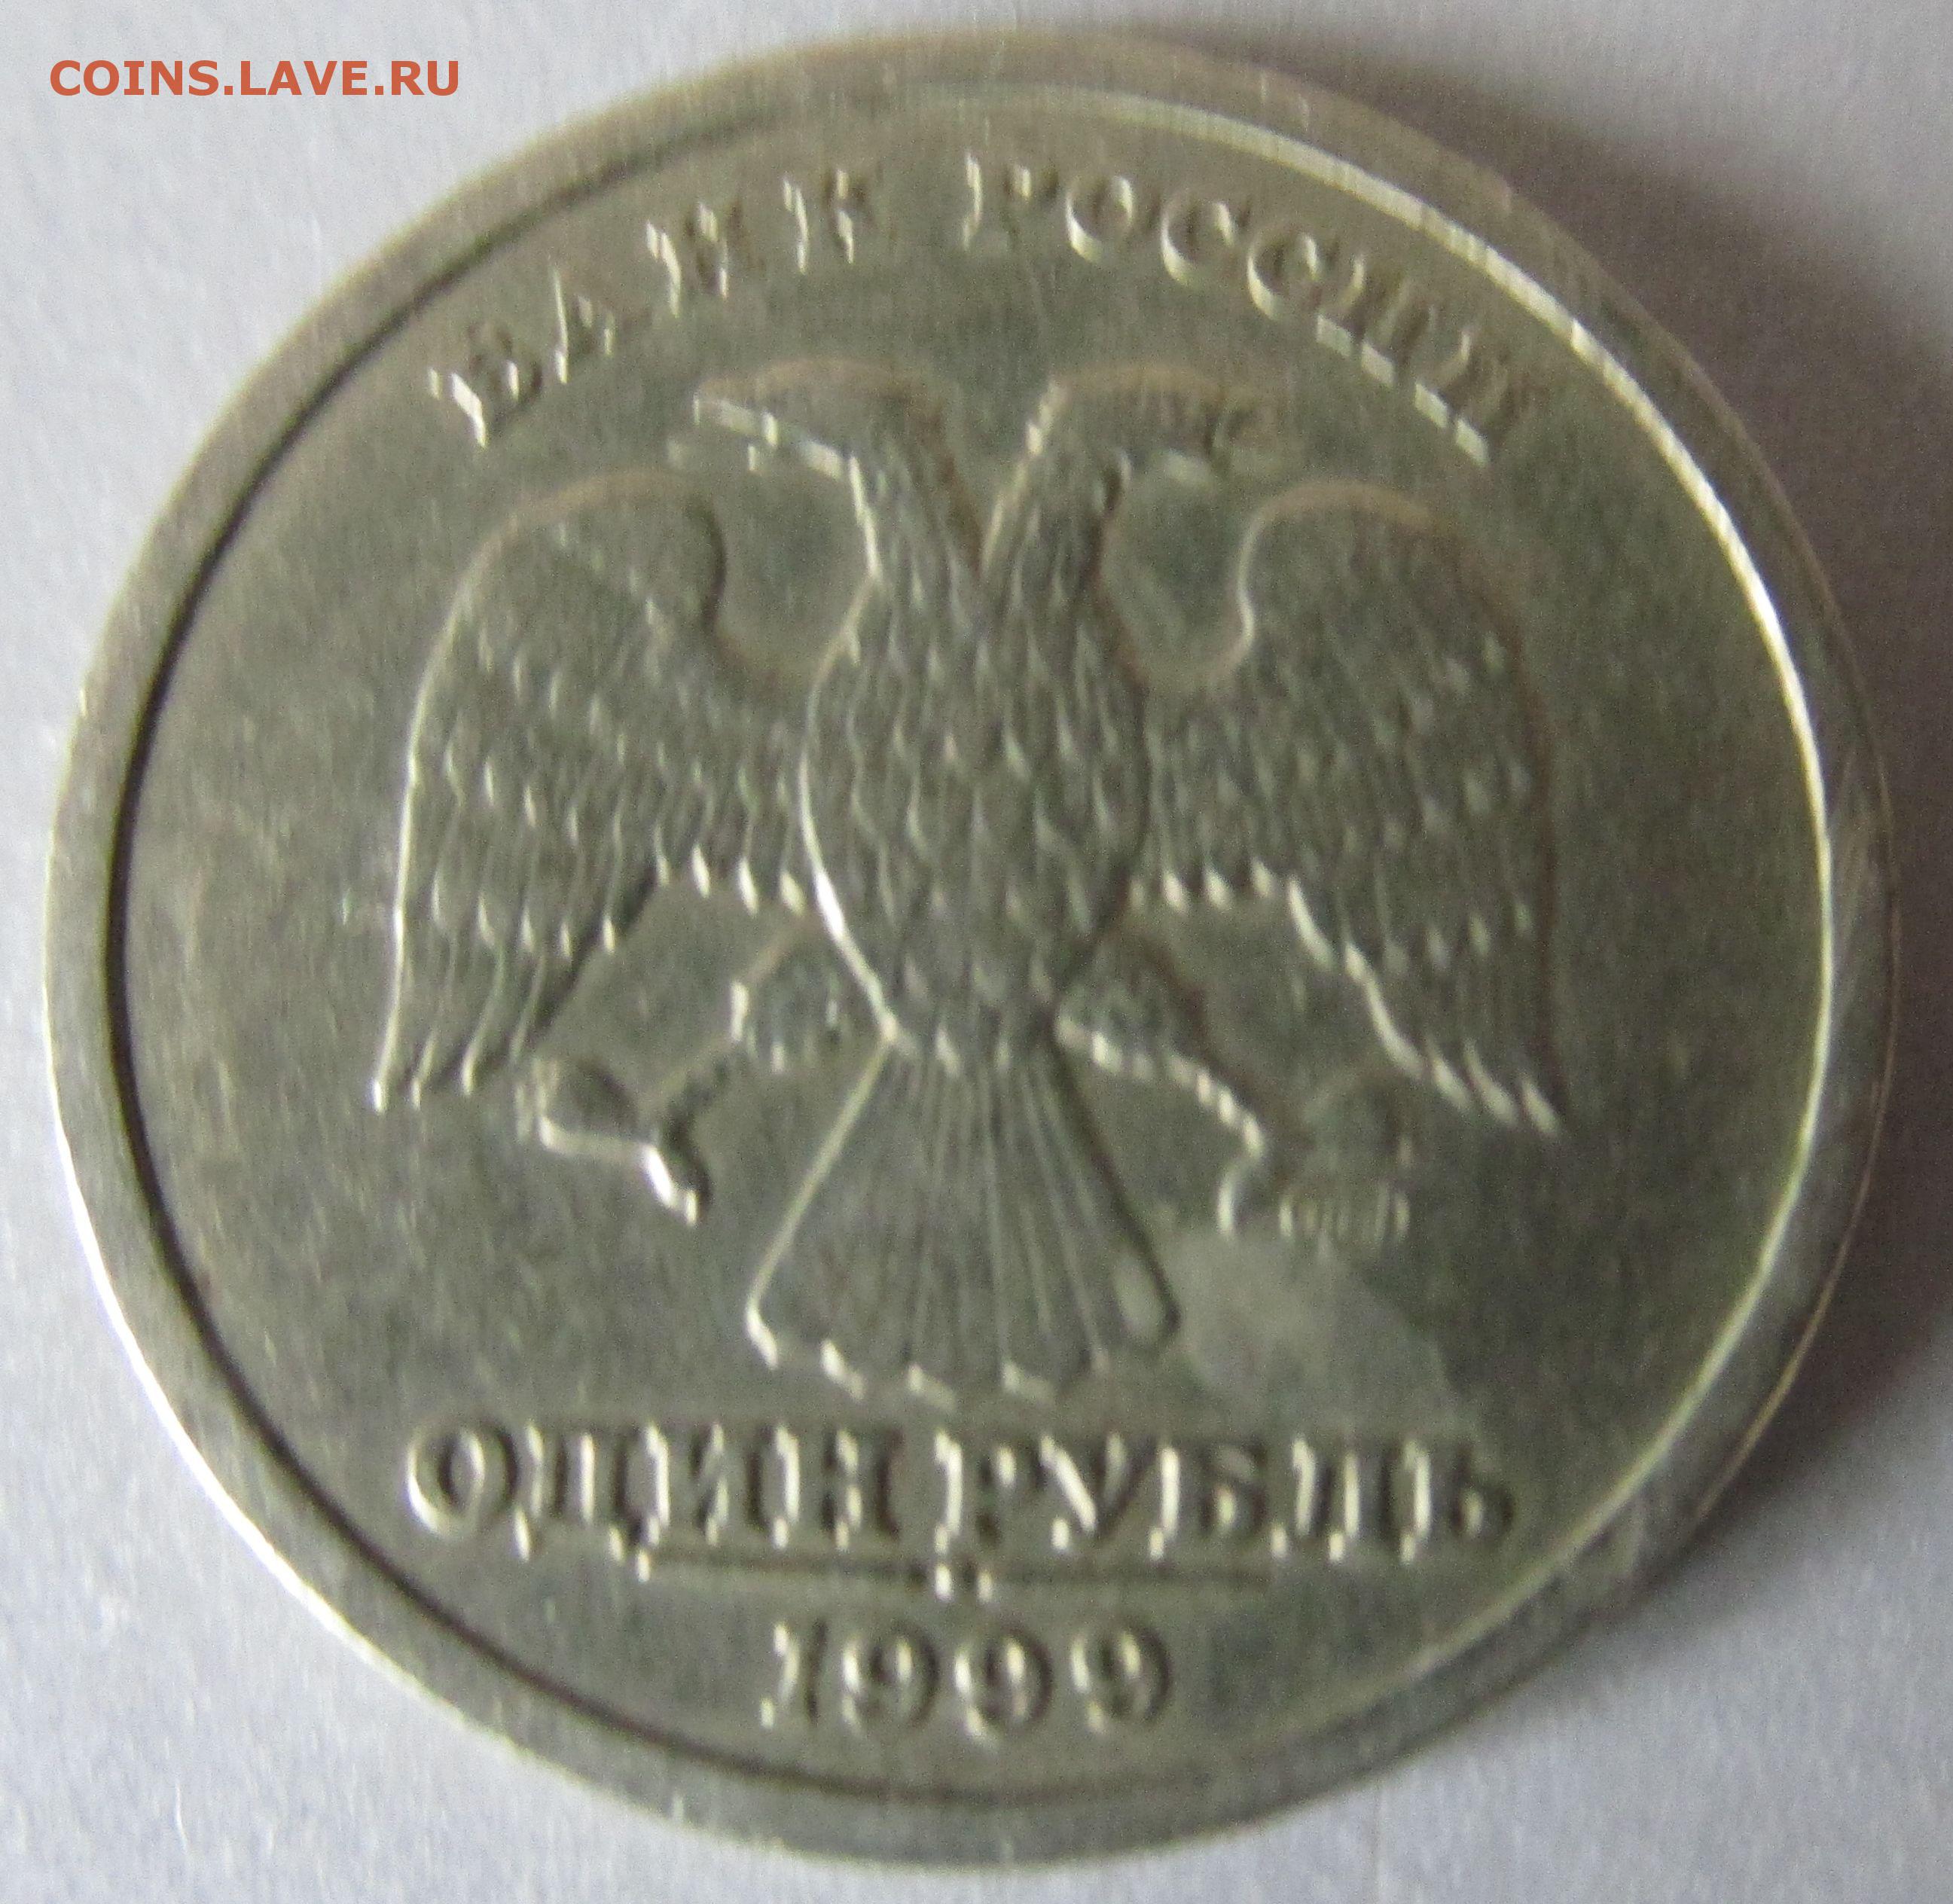 COINS.LAVE.RU
БАНК РОССИИ
ОДИН РУБЛЬ
1999